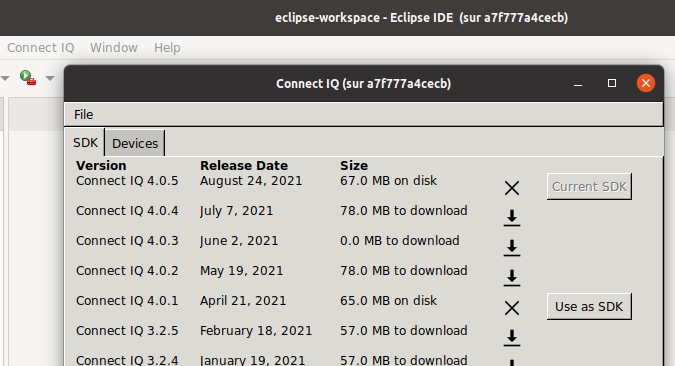 eclipse-workspace - Eclipse IDE (sur a7f777a4cecb)
Connect IQ Window Help
Connect IQ (sur a7f777a4cecb)
File
SDK Devices
Version Release Date Size
Connect IQ 4.0.5 August 24, 2021 67.0 MB on disk Current SDK
Connect IQ 4.0.4 July 7, 2021 78.0 MB to download
Connect IQ 4.0.3 June 2, 2021 0.0 MB to download
Connect IQ 4.0.2 May 19, 2021 78.0 MB to download
Connect IQ 4.0.1 April 21, 2021 65.0 MB on disk Use as SDK
Connect IQ 3.2.5 February 18, 2021 57.0 MB to download
Connect IQ 3.2.4 January 19, 2021 57.0 MB to download